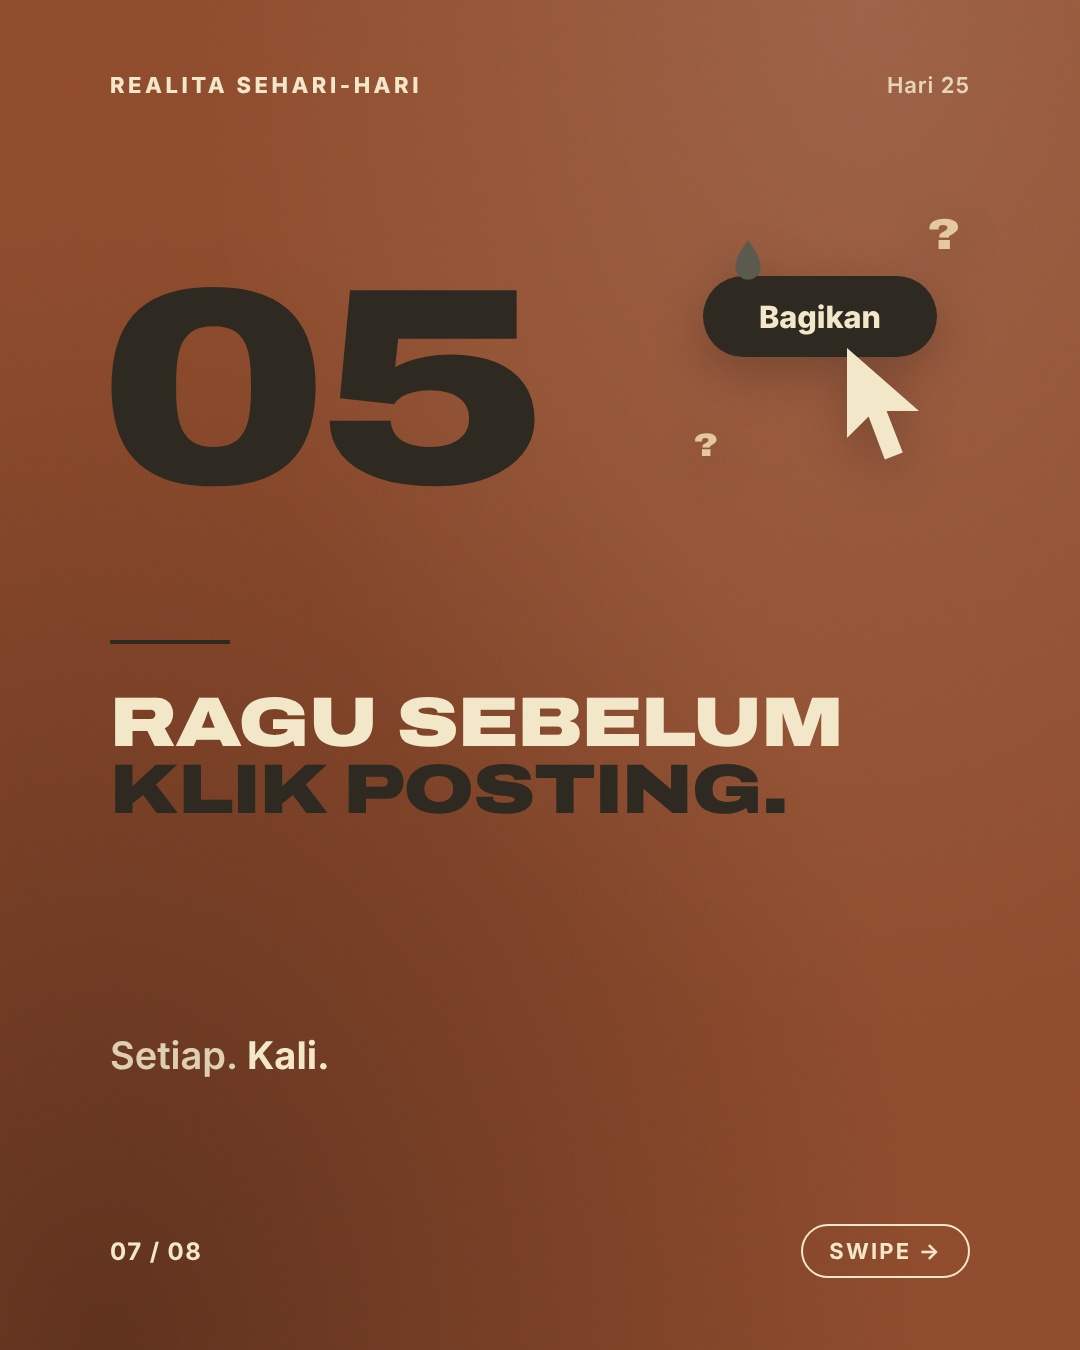 REALITA SEHARI-HARI
Hari 25
05
?
Bagikan
?
RAGU SEBELUM
KLIK POSTING.
Setiap. Kali.
07 / 08
SWIPE →